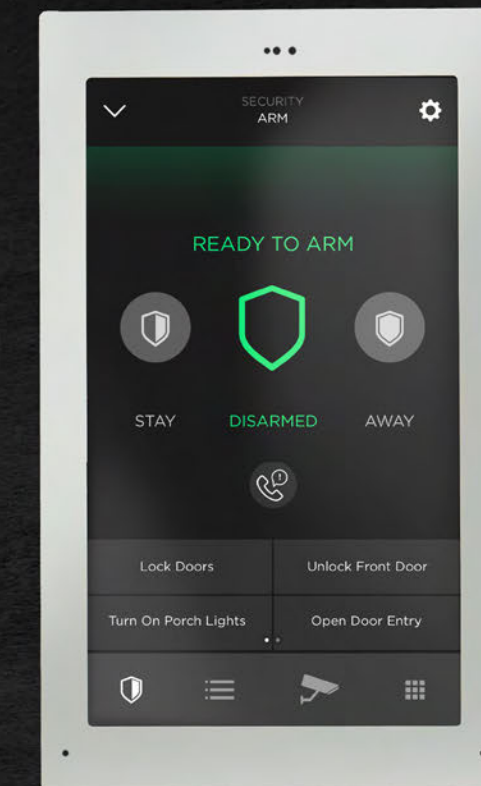 SECURITY
ARM
READY TO ARM
STAY
DISARMED
AWAY
Lock Doors
Unlock Front Door
Turn On Porch Lights
Open Door Entry